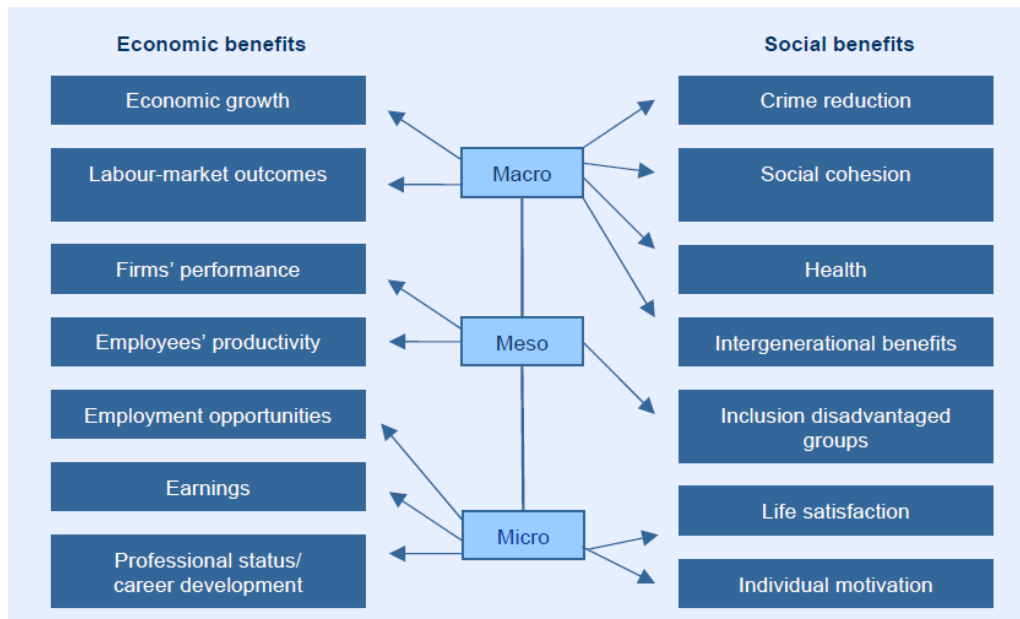 Economic benefits
Economic growth
Labour-market outcomes
Firms’ performance
Employees’ productivity
Employment opportunities
Earnings
Professional status/
career development
Macro
Meso
Micro
Social benefits
Crime reduction
Social cohesion
Health
Intergenerational benefits
Inclusion disadvantaged
groups
Life satisfaction
Individual motivation